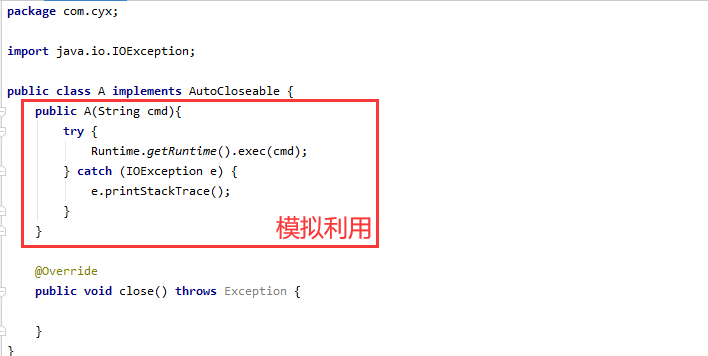 package com.cyx;
import java.io.IOException;
public class A implements AutoCloseable {
public A(String cmd){
try {
Runtime.getRuntime().exec(cmd);
} catch (IOException e) {
e.printStackTrace();
}
}
模拟利用
@Override
public void close() throws Exception {
}
}